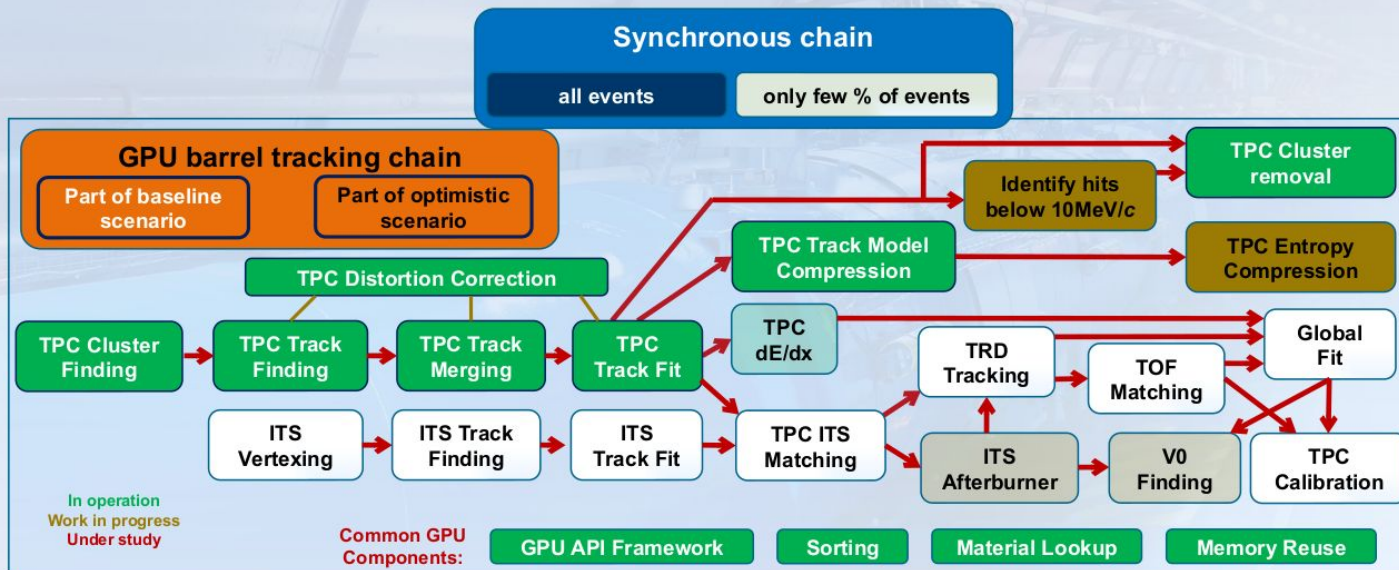 Synchronous chain
all events
only few % of events
GPU barrel tracking chain
Part of baseline
scenario
Part of optimistic
scenario
Identify hits
below 10MeV/c
TPC Cluster
removal
TPC Track Model
Compression
TPC Entropy
Compression
TPC Distortion Correction
TPC Cluster
Finding
TPC Track
Finding
TPC Track
Merging
TPC
Track Fit
TPC
dE/dx
TRD
Tracking
TOF
Matching
Global
Fit
ITS
Vertexing
ITS Track
Finding
ITS
Track Fit
TPC ITS
Matching
ITS
Afterburner
V0
Finding
TPC
Calibration
In operation
Work in progress
Under study
Common GPU
Components:
GPU API Framework
Sorting
Material Lookup
Memory Reuse